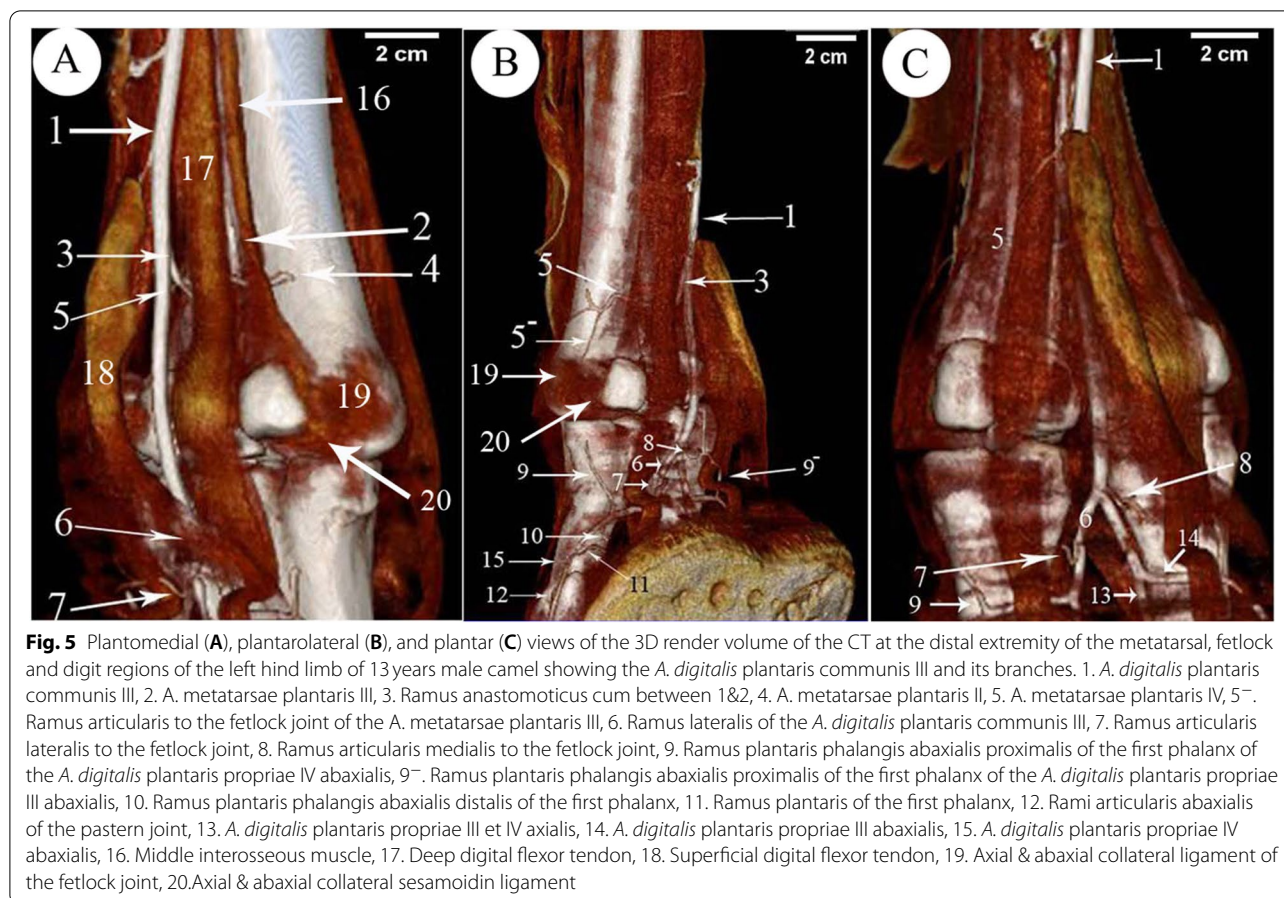 A
2 cm
1
16
17
2
3
4
5
18
19
20
6
7
B
2 cm
1
5
3
5-
19
20
8
6
9
7
9-
10
15
11
12
C
2 cm
1
5
8
6
14
7
13
9
Fig. 5 Plantomedial (A), plantarolateral (B), and plantar (C) views of the 3D render volume of the CT at the distal extremity of the metatarsal, fetlock
and digit regions of the left hind limb of 13 years male camel showing the A. digitalis plantaris communis III and its branches. 1. A. digitalis plantaris
communis III, 2. A. metatarsae plantaris III, 3. Ramus anastomoticus cum between 1&2, 4. A. metatarsae plantaris II, 5. A. metatarsae plantaris IV, 5−.
Ramus articularis to the fetlock joint of the A. metatarsae plantaris III, 6. Ramus lateralis of the A. digitalis plantaris communis III, 7. Ramus articularis
lateralis to the fetlock joint, 8. Ramus articularis medialis to the fetlock joint, 9. Ramus plantaris phalangis abaxialis proximalis of the first phalanx of
the A. digitalis plantaris propriae IV abaxialis, 9−. Ramus plantaris phalangis abaxialis proximalis of the first phalanx of the A. digitalis plantaris propriae
III abaxialis, 10. Ramus plantaris phalangis abaxialis distalis of the first phalanx, 11. Ramus plantaris of the first phalanx, 12. Rami articularis abaxialis
of the pastern joint, 13. A. digitalis plantaris propriae III et IV axialis, 14. A. digitalis plantaris propriae III abaxialis, 15. A. digitalis plantaris propriae IV
abaxialis, 16. Middle interosseous muscle, 17. Deep digital flexor tendon, 18. Superficial digital flexor tendon, 19. Axial & abaxial collateral ligament of
the fetlock joint, 20.Axial & abaxial collateral sesamoidin ligament